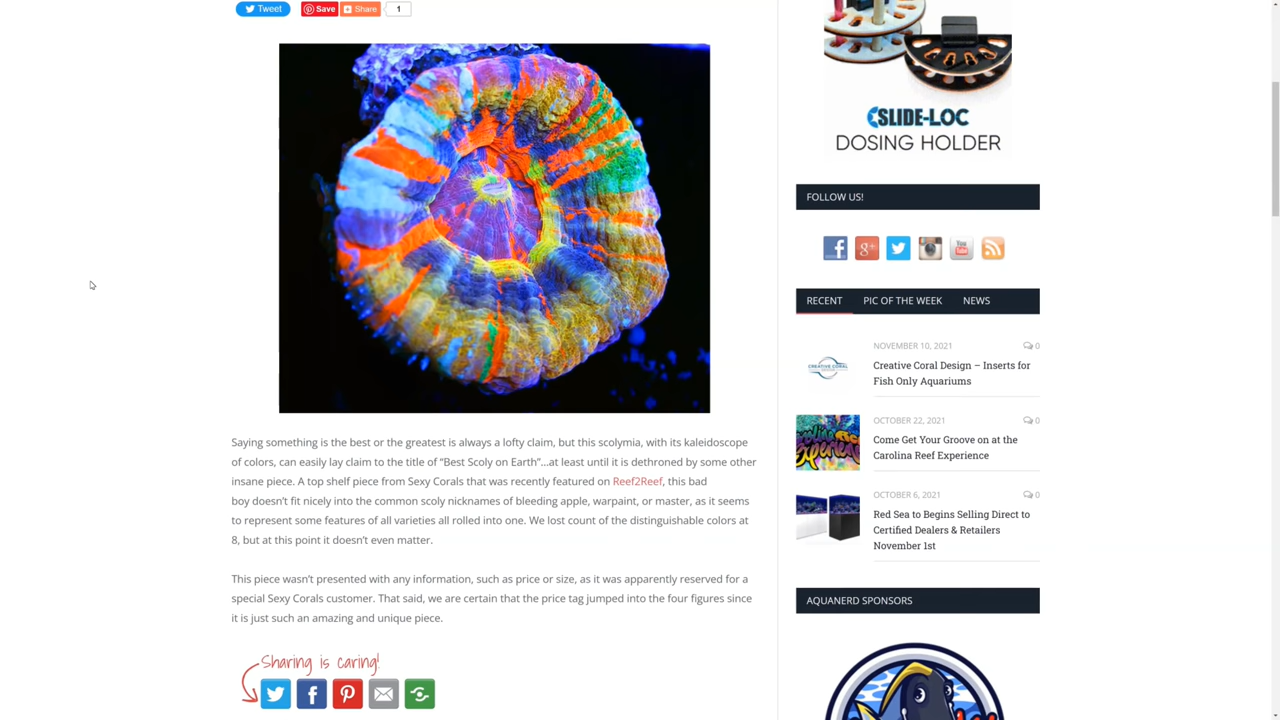 Tweet
Save
Share
1
SLIDE-LOC
DOSING HOLDER
FOLLOW US!
You
Tube
RECENT PIC OF THE WEEK NEWS
NOVEMBER 10, 2021 0
Creative Coral Design – Inserts for
Fish Only Aquariums
OCTOBER 22, 2021 0
Come Get Your Groove on at the
Carolina Reef Experience
OCTOBER 6, 2021 0
Red Sea to Begins Selling Direct to
Certified Dealers & Retailers
November 1st
AQUANERD SPONSORS
Saying something is the best or the greatest is always a lofty claim, but this scolymia, with its kaleidoscope
of colors, can easily lay claim to the title of “Best Scoly on Earth”…at least until it is dethroned by some other
insane piece. A top shelf piece from Sexy Corals that was recently featured on Reef2Reef, this bad
boy doesn’t fit nicely into the common scoly nicknames of bleeding apple, warpaint, or master, as it seems
to represent some features of all varieties all rolled into one. We lost count of the distinguishable colors at
8, but at this point it doesn’t even matter.
This piece wasn’t presented with any information, such as price or size, as it was apparently reserved for a
special Sexy Corals customer. That said, we are certain that the price tag jumped into the four figures since
it is just such an amazing and unique piece.
Sharing is caring!